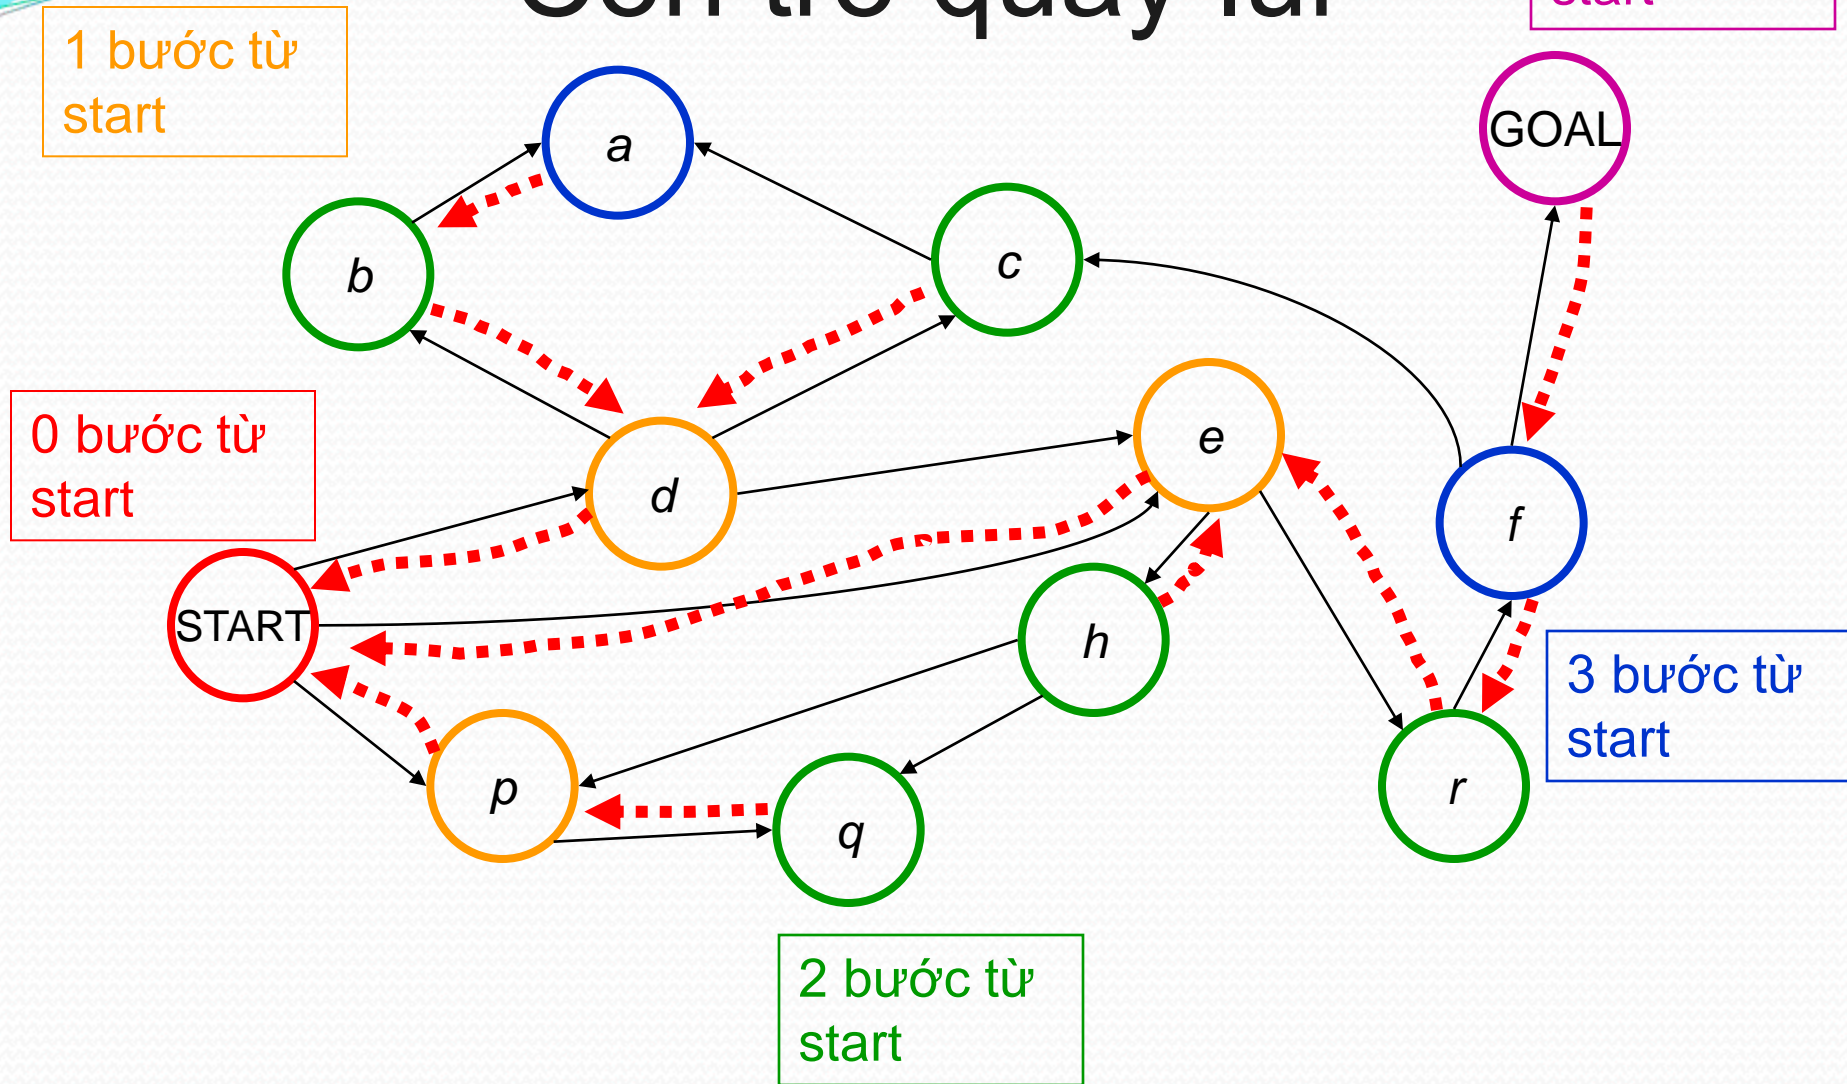 1 bước từ
start
a
GOAL
b
c
0 bước từ
start
e
d
f
START
h
3 bước từ
start
p
q
r
2 bước từ
start